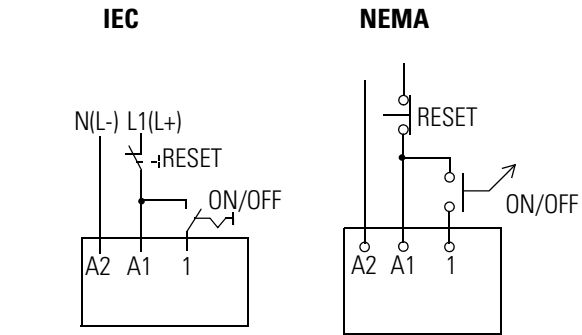 IEC NEMA
N(L-) L1(L+)
RESET
RESET
ON/OFF
ON/OFF
A2 A1 1
A2 A1 1